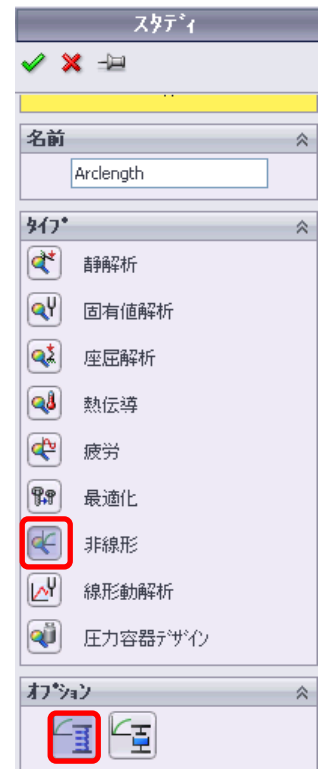 スタディ
名前
Arclength
タイプ
静解析
固有値解析
座屈解析
熱伝導
疲労
最適化
非線形
線形動解析
圧力容器デザイン
オプション